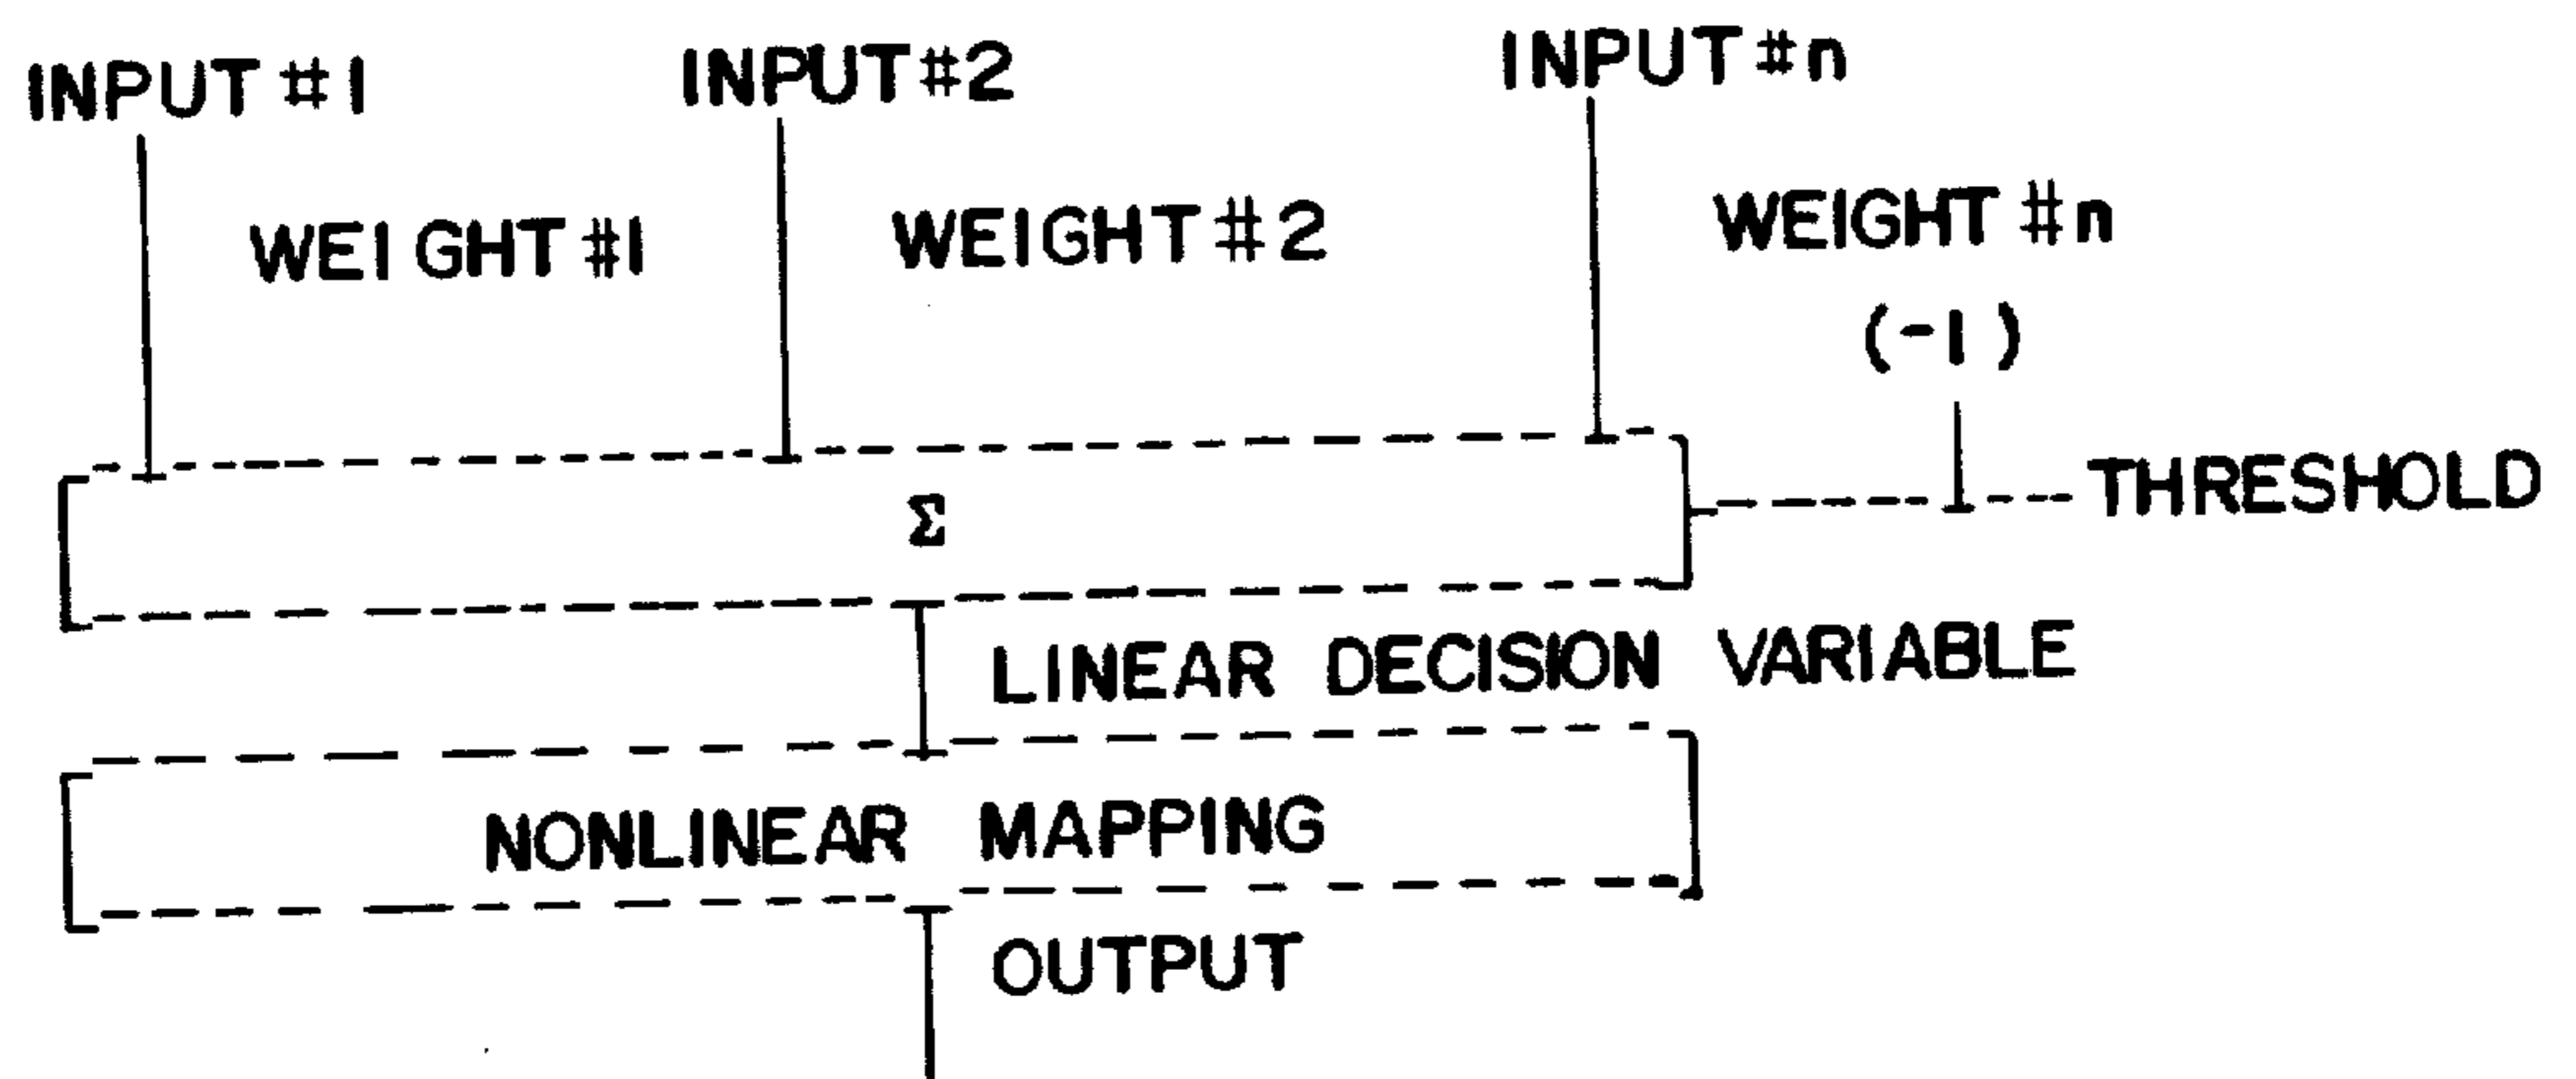 INPUT #1 INPUT #2 INPUT #n
WEIGHT #1 WEIGHT #2 WEIGHT #n
(-1)
Σ THRESHOLD
LINEAR DECISION VARIABLE
NONLINEAR MAPPING
OUTPUT